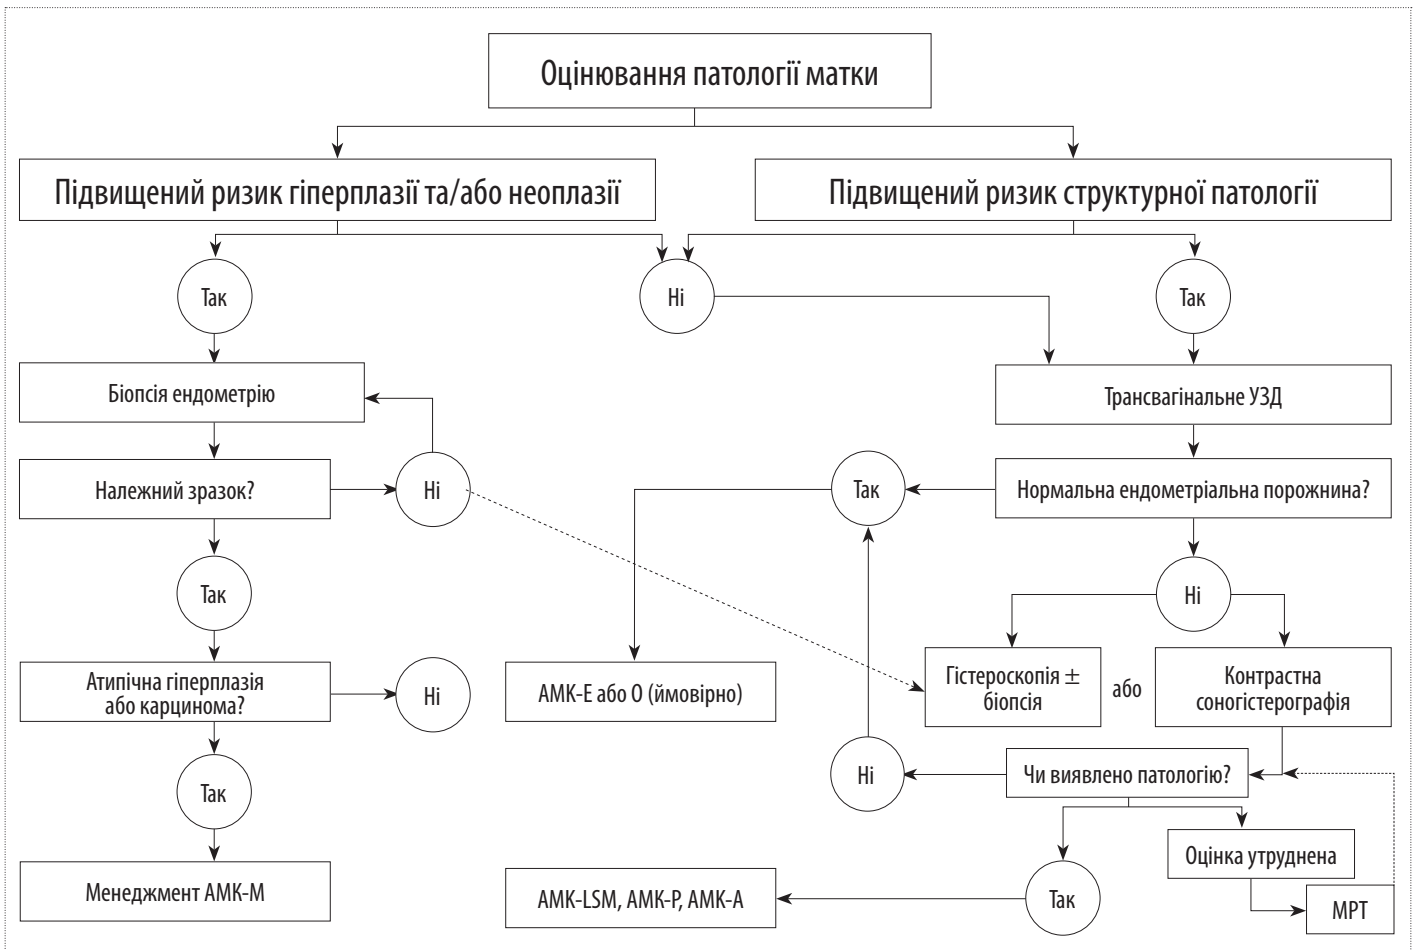 Оцінювання патології матки
Підвищений ризик гіперплазії та/або неоплазії
Підвищений ризик структурної патології
Так
Ні
Так
Біопсія ендометрію
Трансвагінальне УЗД
Належний зразок?
Ні
Так
Нормальна ендометріальна порожнина?
Так
Ні
Атипічна гіперплазія
або карцинома?
Ні
АМК-Е або О (ймовірно)
Гістероскопія ±
біопсія
або
Контрастна
соногістерографія
Так
Ні
Чи виявлено патологію?
Оцінка утруднена
Менеджмент АМК-М
АМК-LSM, АМК-Р, АМК-А
Так
МРТ